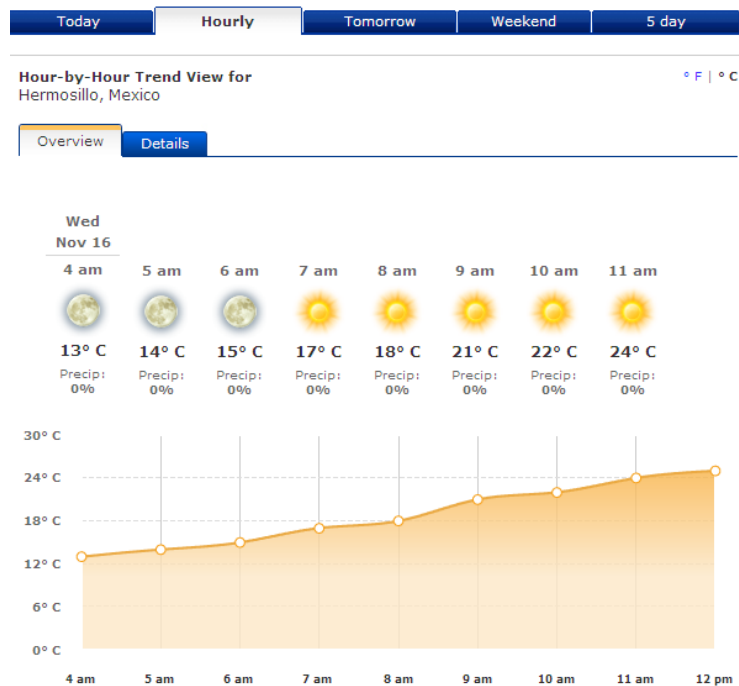 Today Hourly Tomorrow Weekend 5 day
Hour-by-Hour Trend View for
° F | ° C
Hermosillo, Mexico
Overview Details
Wed
Nov 16
4 am 5 am 6 am 7 am 8 am 9 am 10 am 11 am
13° C 14° C 15° C 17° C 18° C 21° C 22° C 24° C
Precip: Precip: Precip: Precip: Precip: Precip: Precip: Precip:
0% 0% 0% 0% 0% 0% 0% 0%
30° C
24° C
18° C
12° C
6° C
0° C
4 am 5 am 6 am 7 am 8 am 9 am 10 am 11 am 12 pm